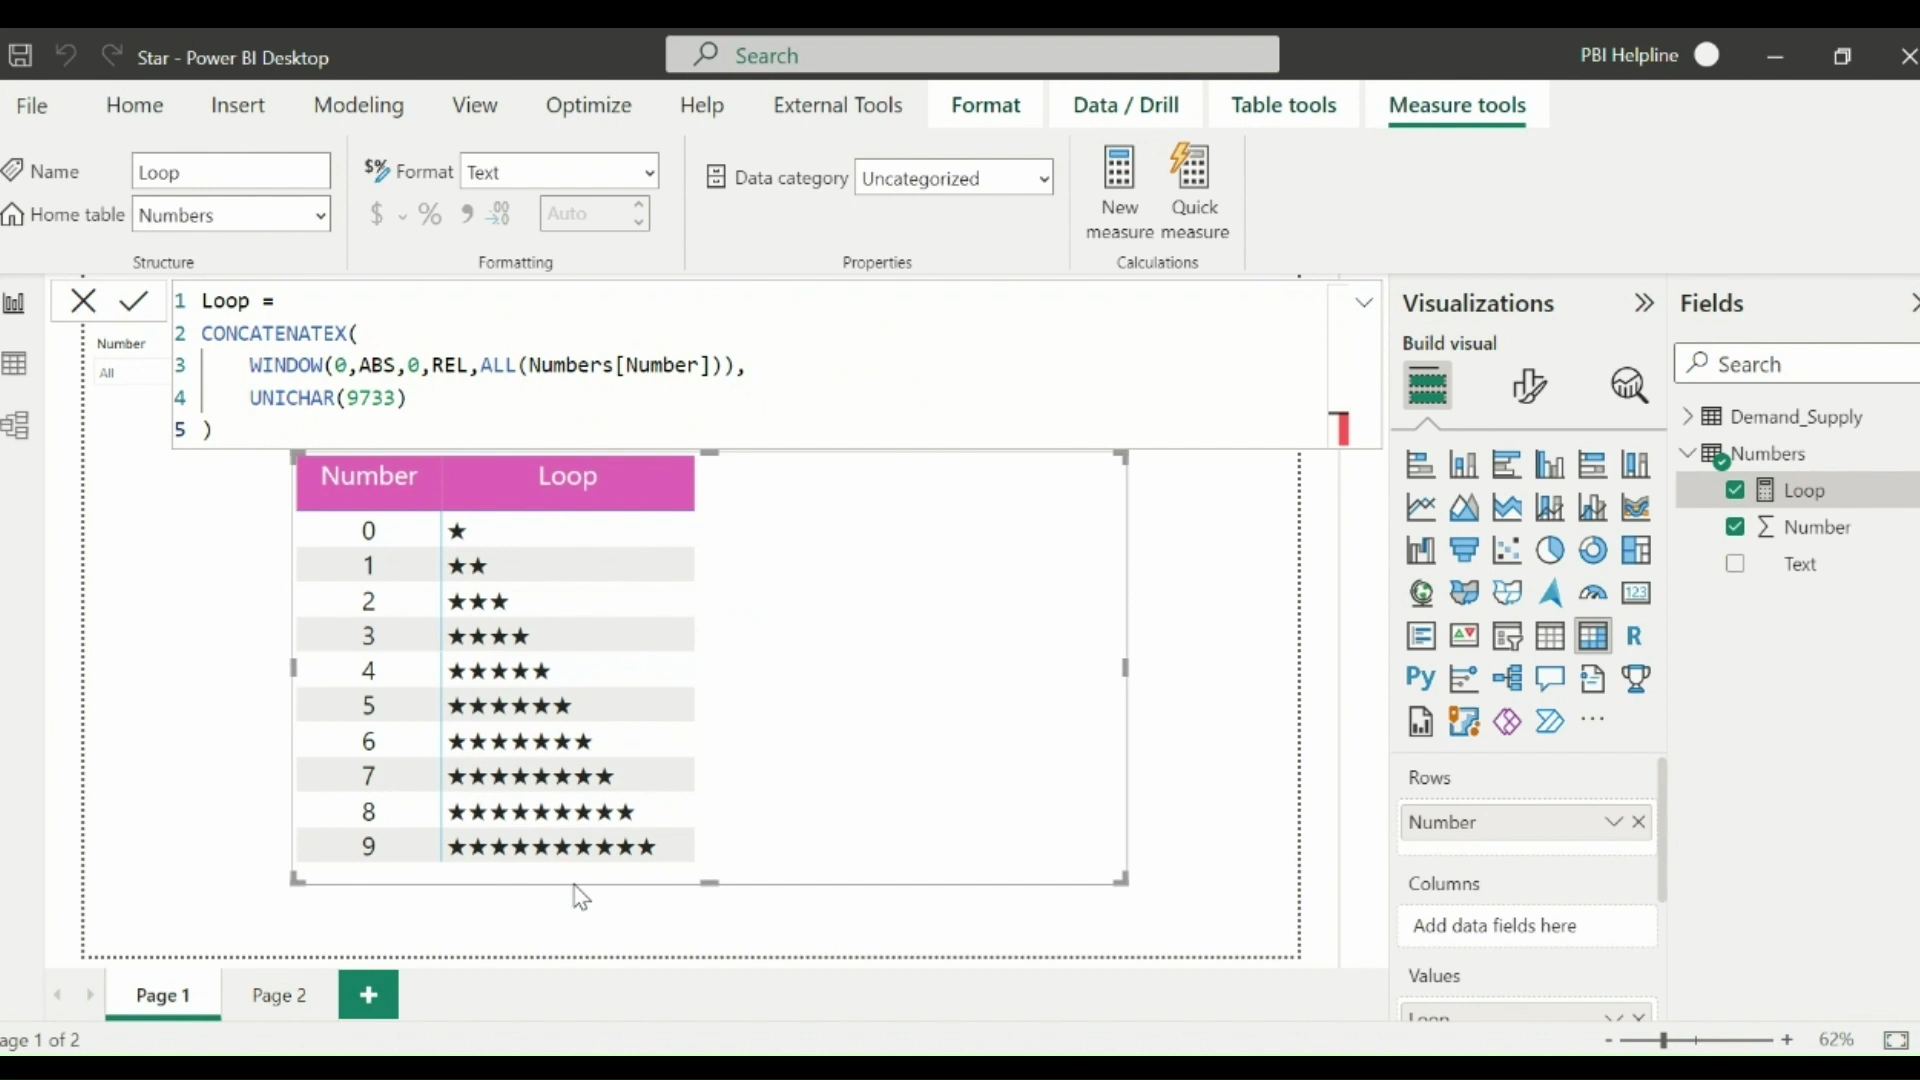 Star - Power BI Desktop
Search
PBI Helpline
File Home Insert Modeling View Optimize Help External Tools Format Data / Drill Table tools Measure tools
Name Loop
Home table Numbers
Structure
$% Format Text
$ % 9 .00 Auto
Formatting
Data category Uncategorized
Properties
New measure
Quick measure
Calculations
Number
All
1 Loop =
2 CONCATENATEX(
3 WINDOW(0,ABS,0,REL,ALL(Numbers[Number])),
4 UNICHAR(9733)
5 )
Number Loop
0 ★
1 ★★
2 ★★★
3 ★★★★
4 ★★★★★
5 ★★★★★★
6 ★★★★★★★
7 ★★★★★★★★
8 ★★★★★★★★★
9 ★★★★★★★★★★
Visualizations
Build visual
123
R
Py
Rows
Number
Columns
Add data fields here
Values
Loop
Fields
Search
Demand_Supply
Numbers
Loop
Number
Text
Page 1 Page 2 +
age 1 of 2
- + 62%